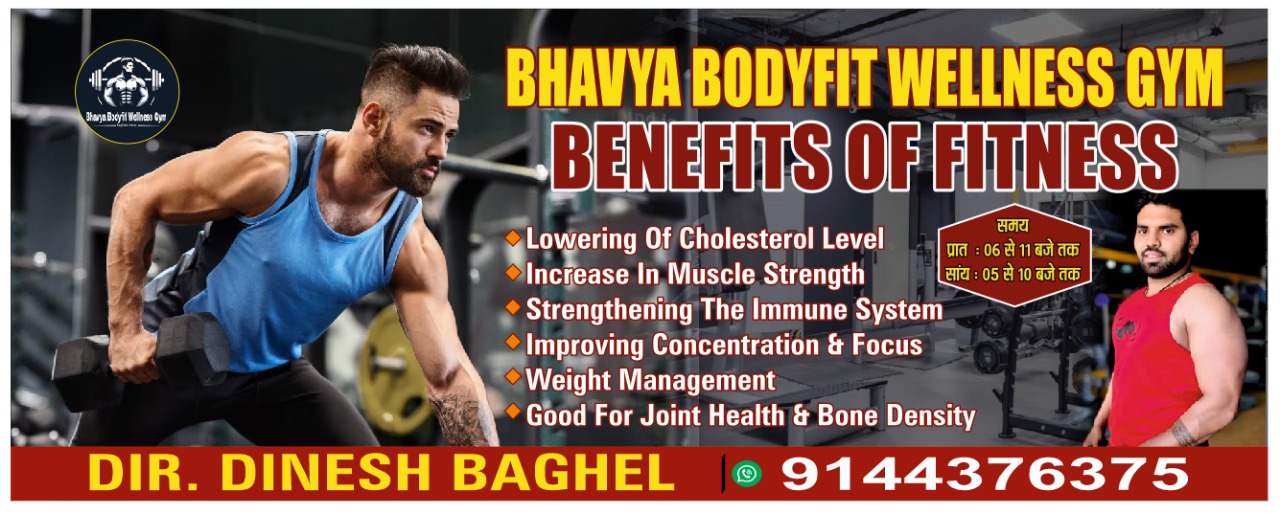 Bhavya Bodyfit Wellness Gym
BHAVYA BODYFIT WELLNESS GYM
BENEFITS OF FITNESS
Lowering Of Cholesterol Level
Increase In Muscle Strength
Strengthening The Immune System
Improving Concentration & Focus
Weight Management
Good For Joint Health & Bone Density
समय
प्रात : 06 से 11 बजे तक
सांय : 05 से 10 बजे तक
DIR. DINESH BAGHEL
9144376375